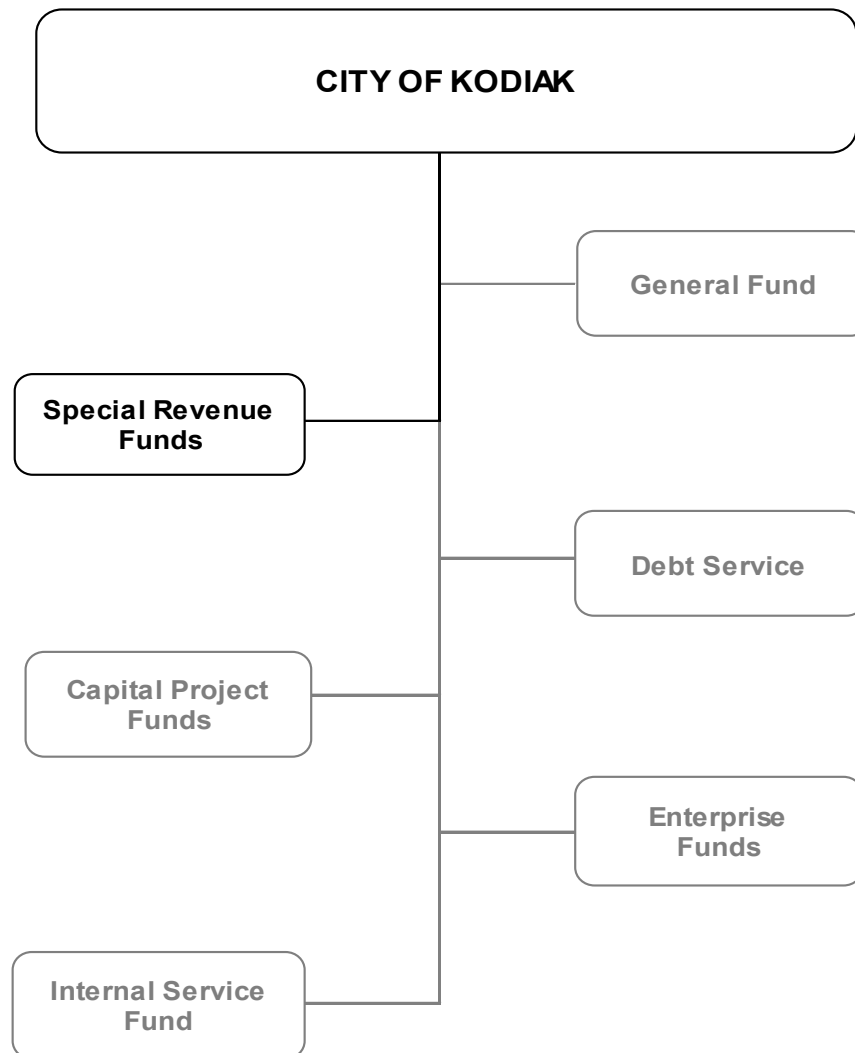 CITY OF KODIAK
General Fund
Special Revenue
Funds
Debt Service
Capital Project
Funds
Enterprise
Funds
Internal Service
Fund